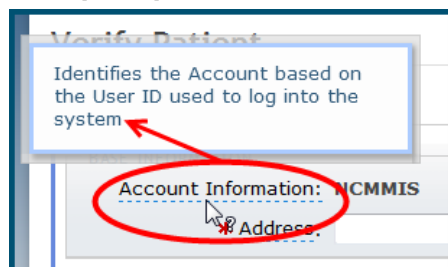 Verify Patient
Identifies the Account based on
the User ID used to log into the
system
Account Information: NCMMIS
* Address: